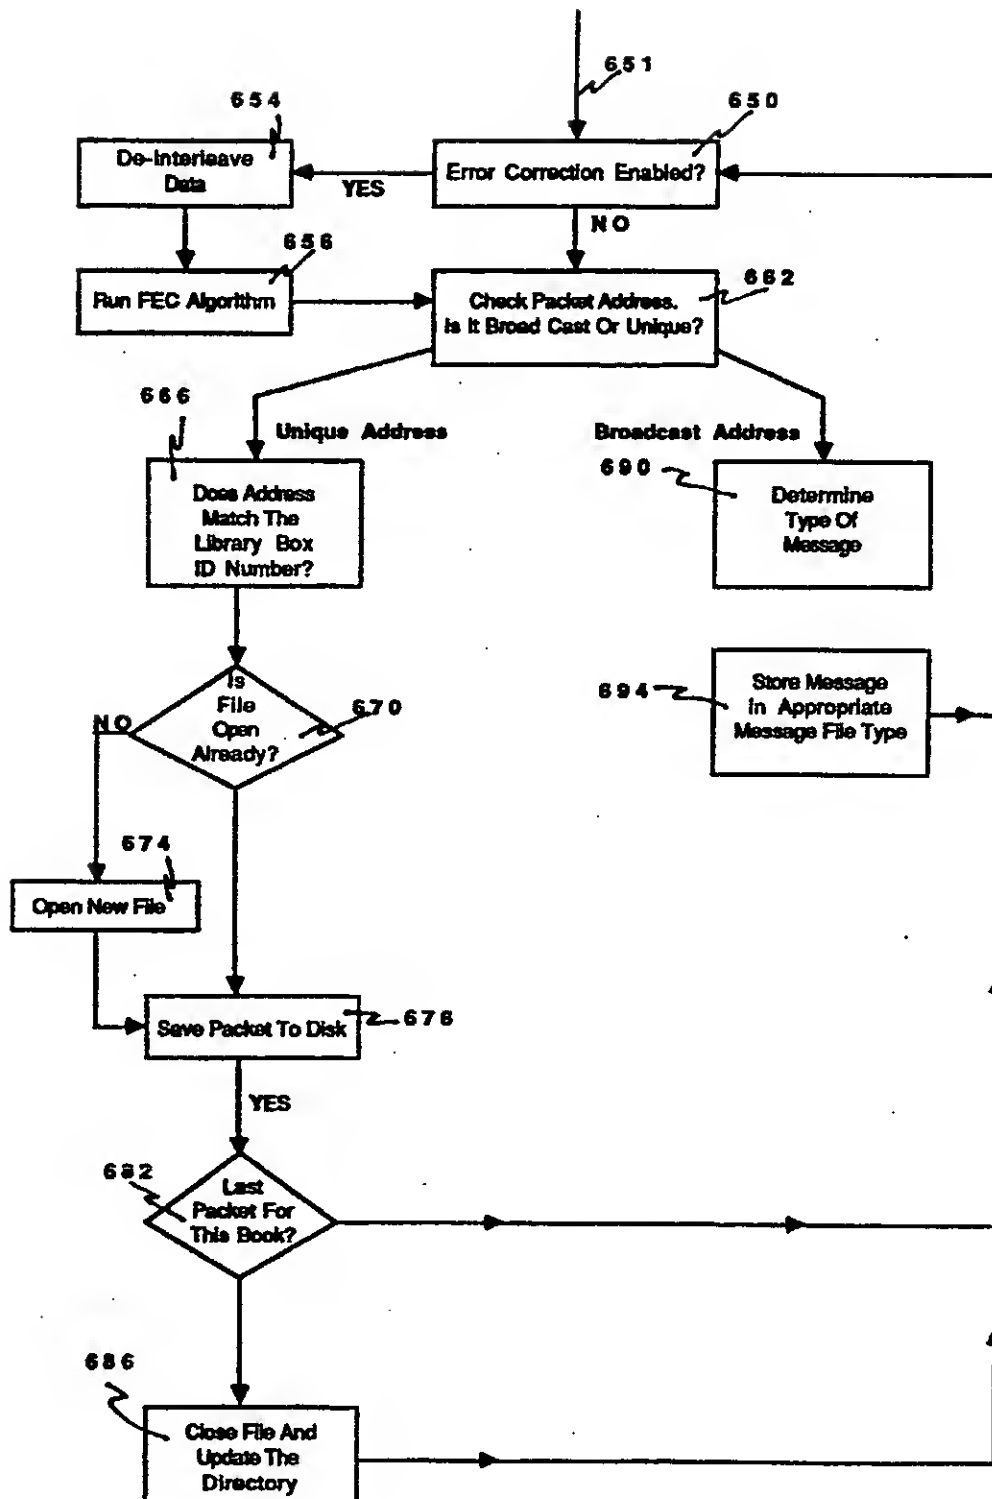 651
654
650
De-Interleave
Data
YES
Error Correction Enabled?
NO
656
662
Run FEC Algorithm
Check Packet Address.
Is It Broad Cast Or Unique?
666
Unique Address
Broadcast Address
690
Does Address
Match The
Library Box
ID Number?
Determine
Type Of
Message
Is
File
Open
Already?
670
NO
694
Store Message
In Appropriate
Message File Type
674
Open New File
Save Packet To Disk
678
YES
682
Last
Packet For
This Book?
686
Close File And
Update The
Directory